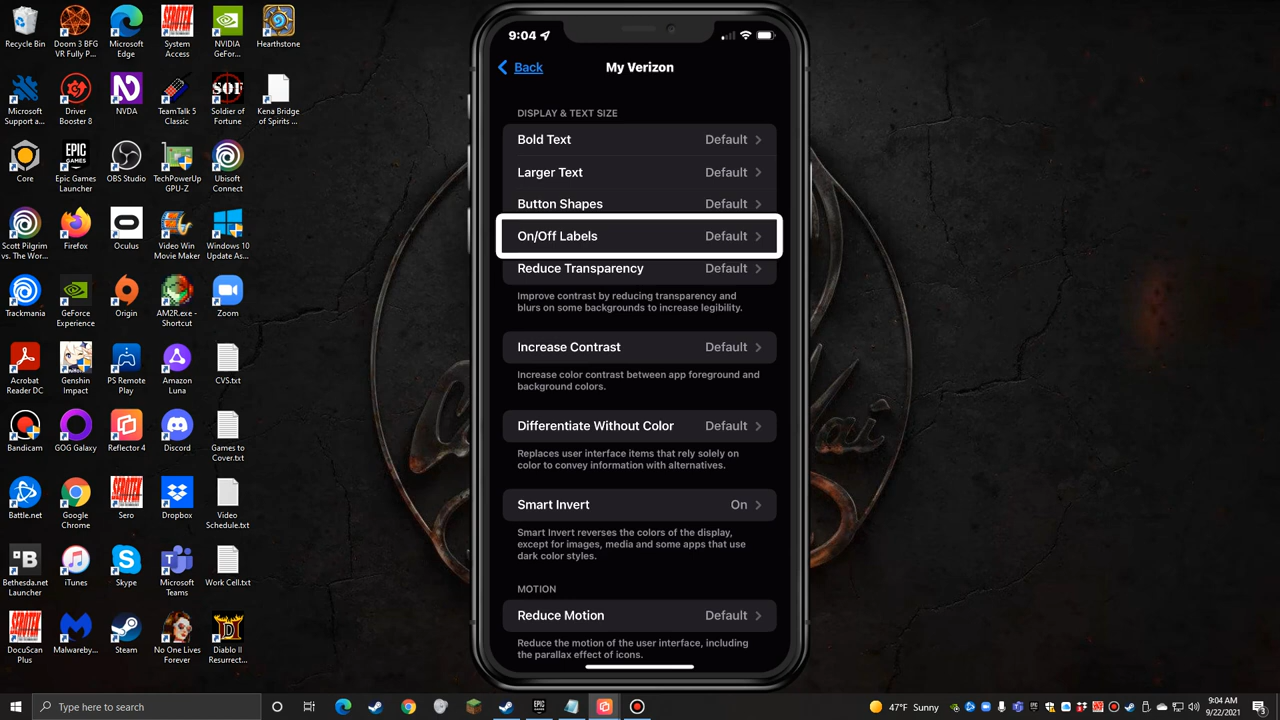 Recycle Bin
Doom 3 BFG
VR Fully P...
Microsoft
Edge
System
Access
NVIDIA
GeFor...
Hearthstone
Microsoft
Support a...
Driver
Booster 8
NVDA
TeamTalk 5
Classic
Soldier of
Fortune
Kena Bridge
of Spirits ...
Core
Epic Games
Launcher
OBS Studio
TechPowerUp
GPU-Z
Ubisoft
Connect
Scott Pilgrim
vs. The Wor...
Firefox
Oculus
Video Win
Movie Maker
Windows 10
Update As...
Trackmania
GeForce
Experience
Origin
AM2R.exe -
Shortcut
Zoom
Acrobat
Reader DC
Genshin
Impact
PS Remote
Play
Amazon
Luna
CVS.txt
Bandicam
GOG Galaxy
Reflector 4
Discord
Games to
Cover.txt
Battle.net
Google
Chrome
Sero
Dropbox
Video
Schedule.txt
Bethesda.net
Launcher
iTunes
Skype
Microsoft
Teams
Work Cell.txt
DocuScan
Plus
Malwareby...
Steam
No One Lives
Forever
Diablo II
Resurrect...
9:04
Back
My Verizon
DISPLAY & TEXT SIZE
Bold Text Default
Larger Text Default
Button Shapes Default
On/Off Labels Default
Reduce Transparency Default
Improve contrast by reducing transparency and
blurs on some backgrounds to increase legibility.
Increase Contrast Default
Increase color contrast between app foreground and
background colors.
Differentiate Without Color Default
Replaces user interface items that rely solely on
color to convey information with alternatives.
Smart Invert On
Smart Invert reverses the colors of the display,
except for images, media and some apps that use
dark color styles.
MOTION
Reduce Motion Default
Reduce the motion of the user interface, including
the parallax effect of icons.
Type here to search
47°F Sunny
9:04 AM
9/22/2021